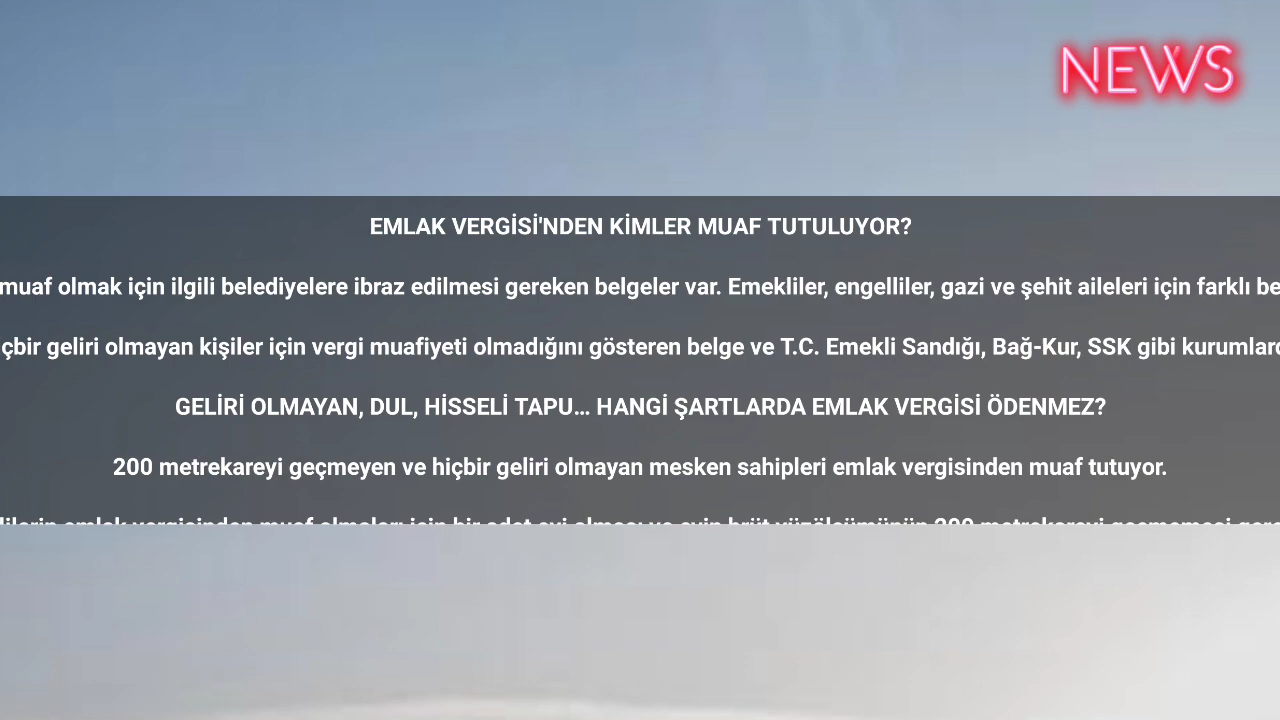 NEWS
EMLAK VERGİSİ'NDEN KİMLER MUAF TUTULUYOR?
muaf olmak için ilgili belediyelere ibraz edilmesi gereken belgeler var. Emekliler, engelliler, gazi ve şehit aileleri için farklı be
geliri olmayan kişiler için vergi muafiyeti olmadığını gösteren belge ve T.C. Emekli Sandığı, Bağ-Kur, SSK gibi
GELİRİ OLMAYAN, DUL, HİSSELİ TAPU... HANGİ ŞARTLARDA EMLAK VERGİSİ ÖDENMEZ?
200 metrekareyi geçmeyen ve hiçbir geliri olmayan mesken sahipleri emlak vergisinden muaf tutuyor.